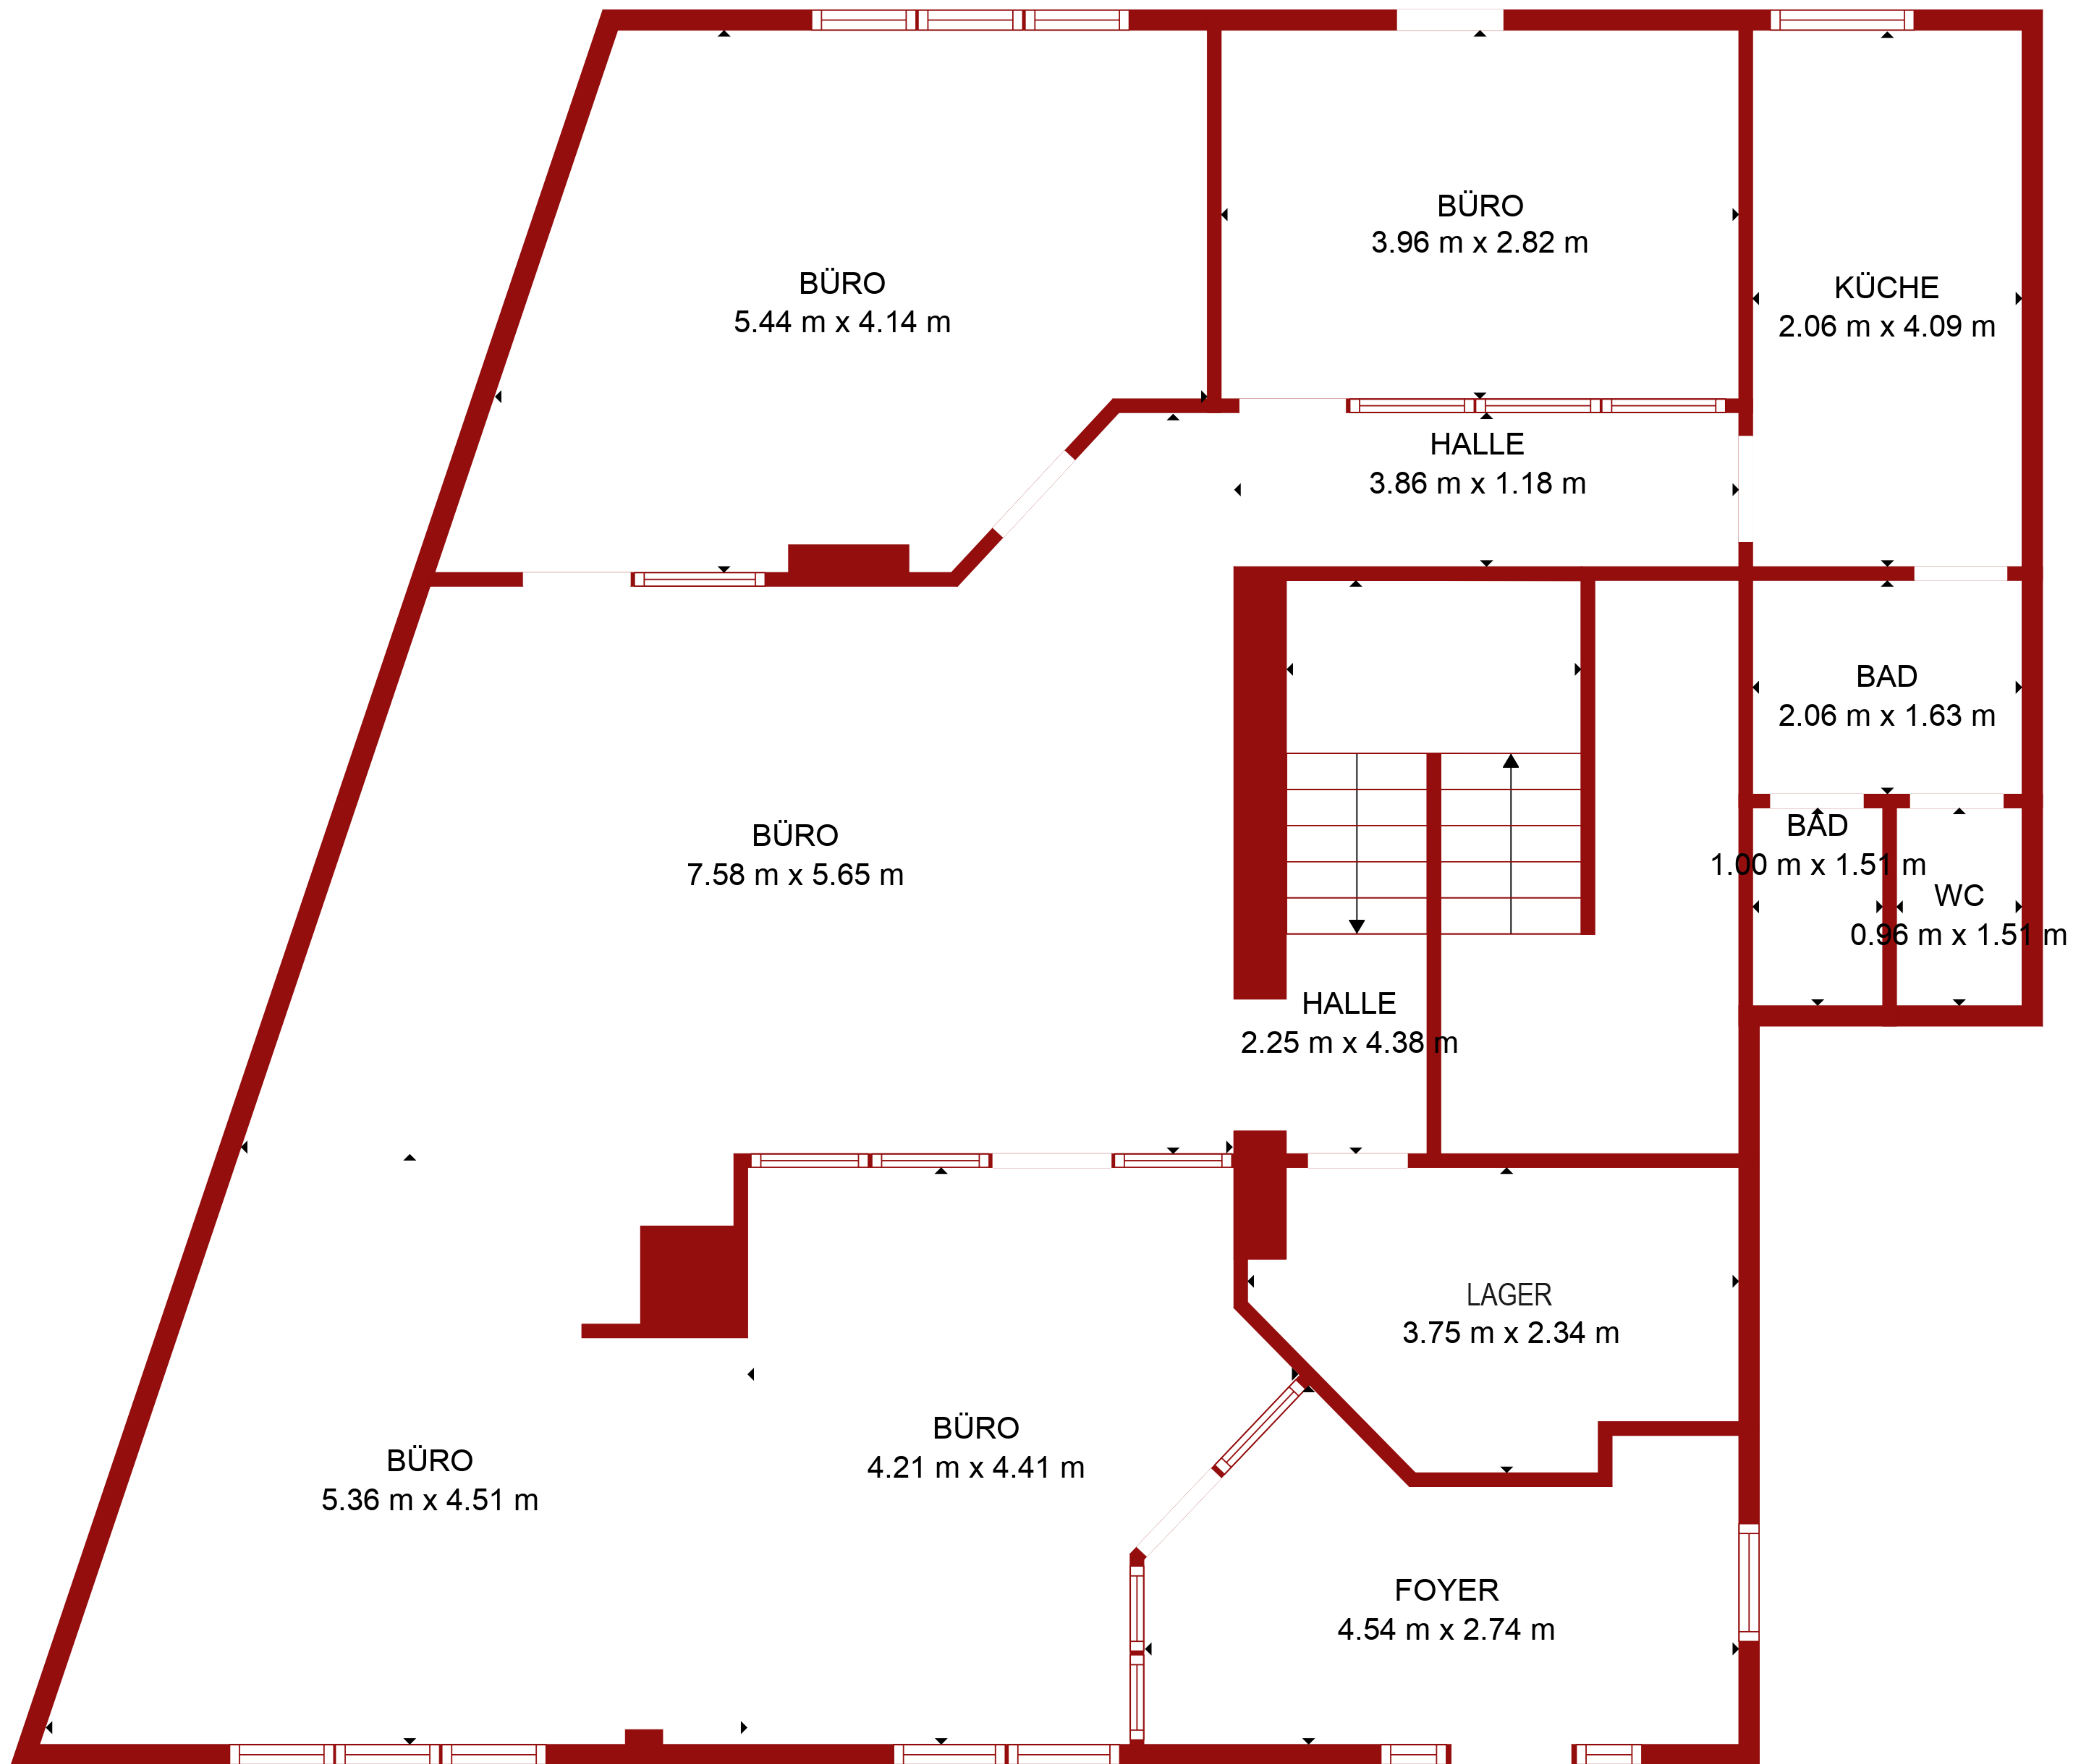 BÜRO
3.96 m x 2.82 m
BÜRO
5.44 m x 4.14 m
KÜCHE
2.06 m x 4.09 m
HALLE
3.86 m x 1.18 m
BAD
2.06 m x 1.63 m
BÜRO
7.58 m x 5.65 m
BAD
1.00 m x 1.51 m
WC
0.96 m x 1.51 m
HALLE
2.25 m x 4.38 m
LAGER
3.75 m x 2.34 m
BÜRO
4.21 m x 4.41 m
BÜRO
5.36 m x 4.51 m
FOYER
4.54 m x 2.74 m